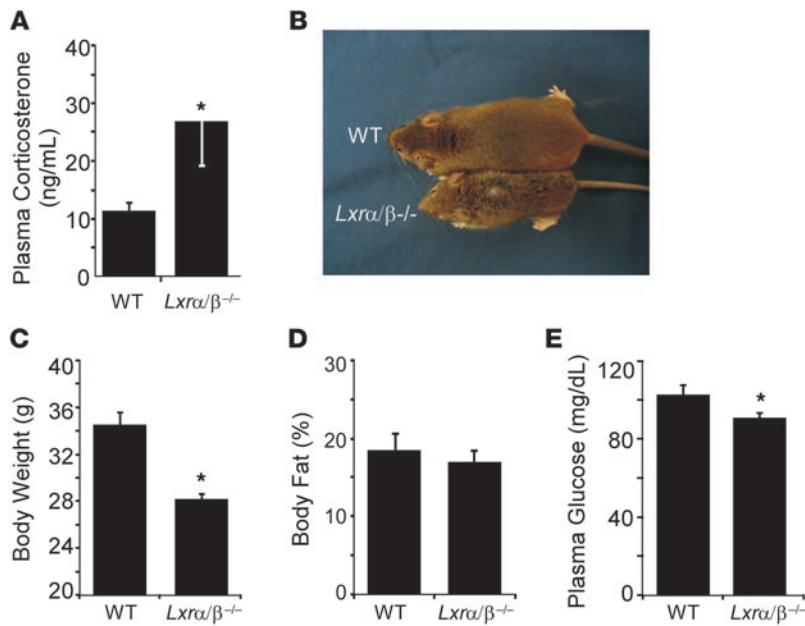 A
Plasma Corticosterone
(ng/mL)
40
30
20
10
0
*
WT
Lxrα/β⁻/⁻
B
WT
Lxrα/β-/-
C
Body Weight (g)
36
34
32
28
24
20
*
WT
Lxrα/β⁻/⁻
D
Body Fat (%)
30
20
10
0
WT
Lxrα/β⁻/⁻
E
Plasma Glucose (mg/dL)
120
80
40
0
*
WT
Lxrα/β⁻/⁻